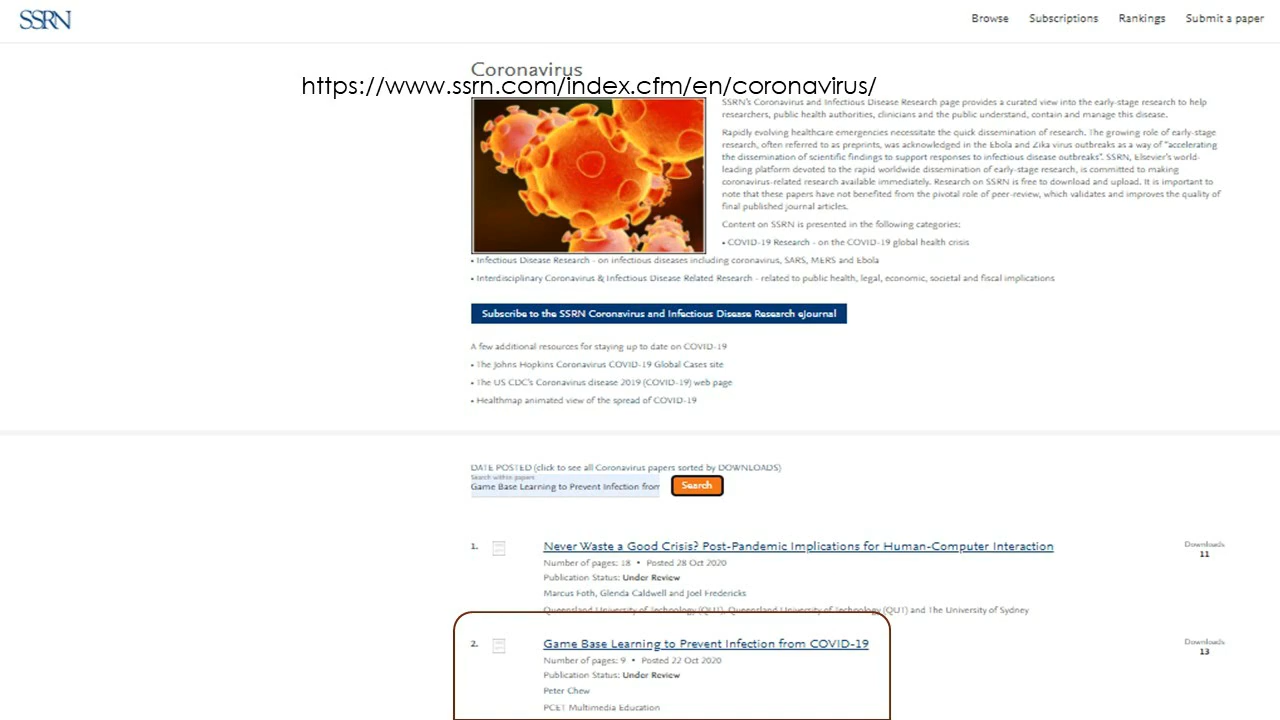 SSRN
Browse Subscriptions Rankings Submit a paper
Coronavirus
https://www.ssrn.com/index.cfm/en/coronavirus/
SSRN's Coronavirus and Infectious Disease Research page provides a curated view into the early-stage research to help
researchers, public health authorities, clinicians and the public understand, contain and manage this disease.
Rapidly evolving healthcare emergencies necessitate the quick dissemination of research. The growing role of early-stage
research, often referred to as preprints, was acknowledged in the Ebola and Zika virus outbreaks as a way of "accelerating
the dissemination of scientific findings to support responses to infectious disease outbreaks". SSRN, Elsevier's world-
leading platform devoted to the rapid worldwide dissemination of early-stage research, is committed to making
coronavirus-related research available immediately. Research on SSRN is free to download and upload. It is important to
note that these papers have not benefited from the pivotal role of peer-review, which validates and improves the quality of
final published journal articles.
Content on SSRN is presented in the following categories:
• COVID-19 Research - on the COVID-19 global health crisis
• Infectious Disease Research - on infectious diseases including coronavirus, SARS, MERS and Ebola
• Interdisciplinary Coronavirus & Infectious Disease Related Research - related to public health, legal, economic, societal and fiscal implications
Subscribe to the SSRN Coronavirus and Infectious Disease Research eJournal
A few additional resources for staying up to date on COVID-19
• The Johns Hopkins Coronavirus COVID-19 Global Cases site
• The US CDC's Coronavirus disease 2019 (COVID-19) web page
• Healthmap animated view of the spread of COVID-19
DATE POSTED (click to see all Coronavirus papers sorted by DOWNLOADS)
Search within papers
Game Base Learning to Prevent Infection from
Search
1. Never Waste a Good Crisis? Post-Pandemic Implications for Human-Computer Interaction
Downloads
11
Number of pages: 18 • Posted 28 Oct 2020
Publication Status: Under Review
Marcus Foth, Glenda Caldwell and Joel Fredericks
Queensland University of Technology (QUT), Queensland University of Technology (QUT) and The University of Sydney
2. Game Base Learning to Prevent Infection from COVID-19
Downloads
13
Number of pages: 9 • Posted 22 Oct 2020
Publication Status: Under Review
Peter Chew
PCET Multimedia Education